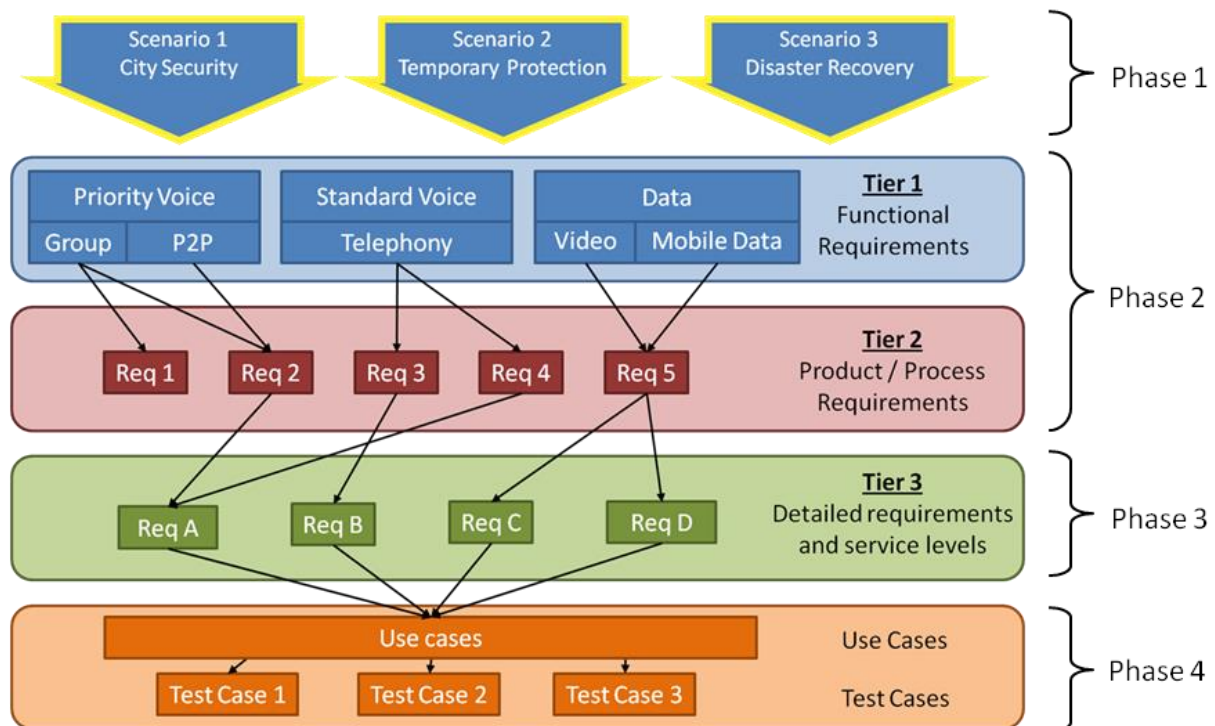 Scenario 1
City Security
Scenario 2
Temporary Protection
Scenario 3
Disaster Recovery
Phase 1
Priority Voice
Group
P2P
Standard Voice
Telephony
Data
Video
Mobile Data
Tier 1
Functional
Requirements
Phase 2
Req 1
Req 2
Req 3
Req 4
Req 5
Tier 2
Product / Process
Requirements
Req A
Req B
Req C
Req D
Tier 3
Detailed requirements
and service levels
Phase 3
Use cases
Use Cases
Test Case 1
Test Case 2
Test Case 3
Test Cases
Phase 4